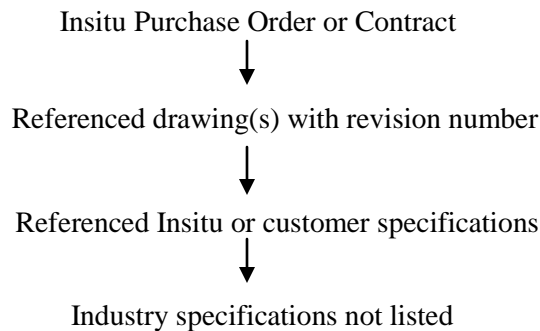 Insitu Purchase Order or Contract
Referenced drawing(s) with revision number
Referenced Insitu or customer specifications
Industry specifications not listed